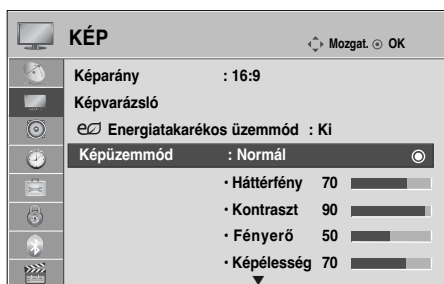 KÉP Mozgat. OK
Képarány : 16:9
Képvarázsló
Energiatakarékos üzemmód : Ki
Képüzemmód : Normál
• Háttérfény 70
• Kontraszt 90
• Fényerő 50
• Képélesség 70